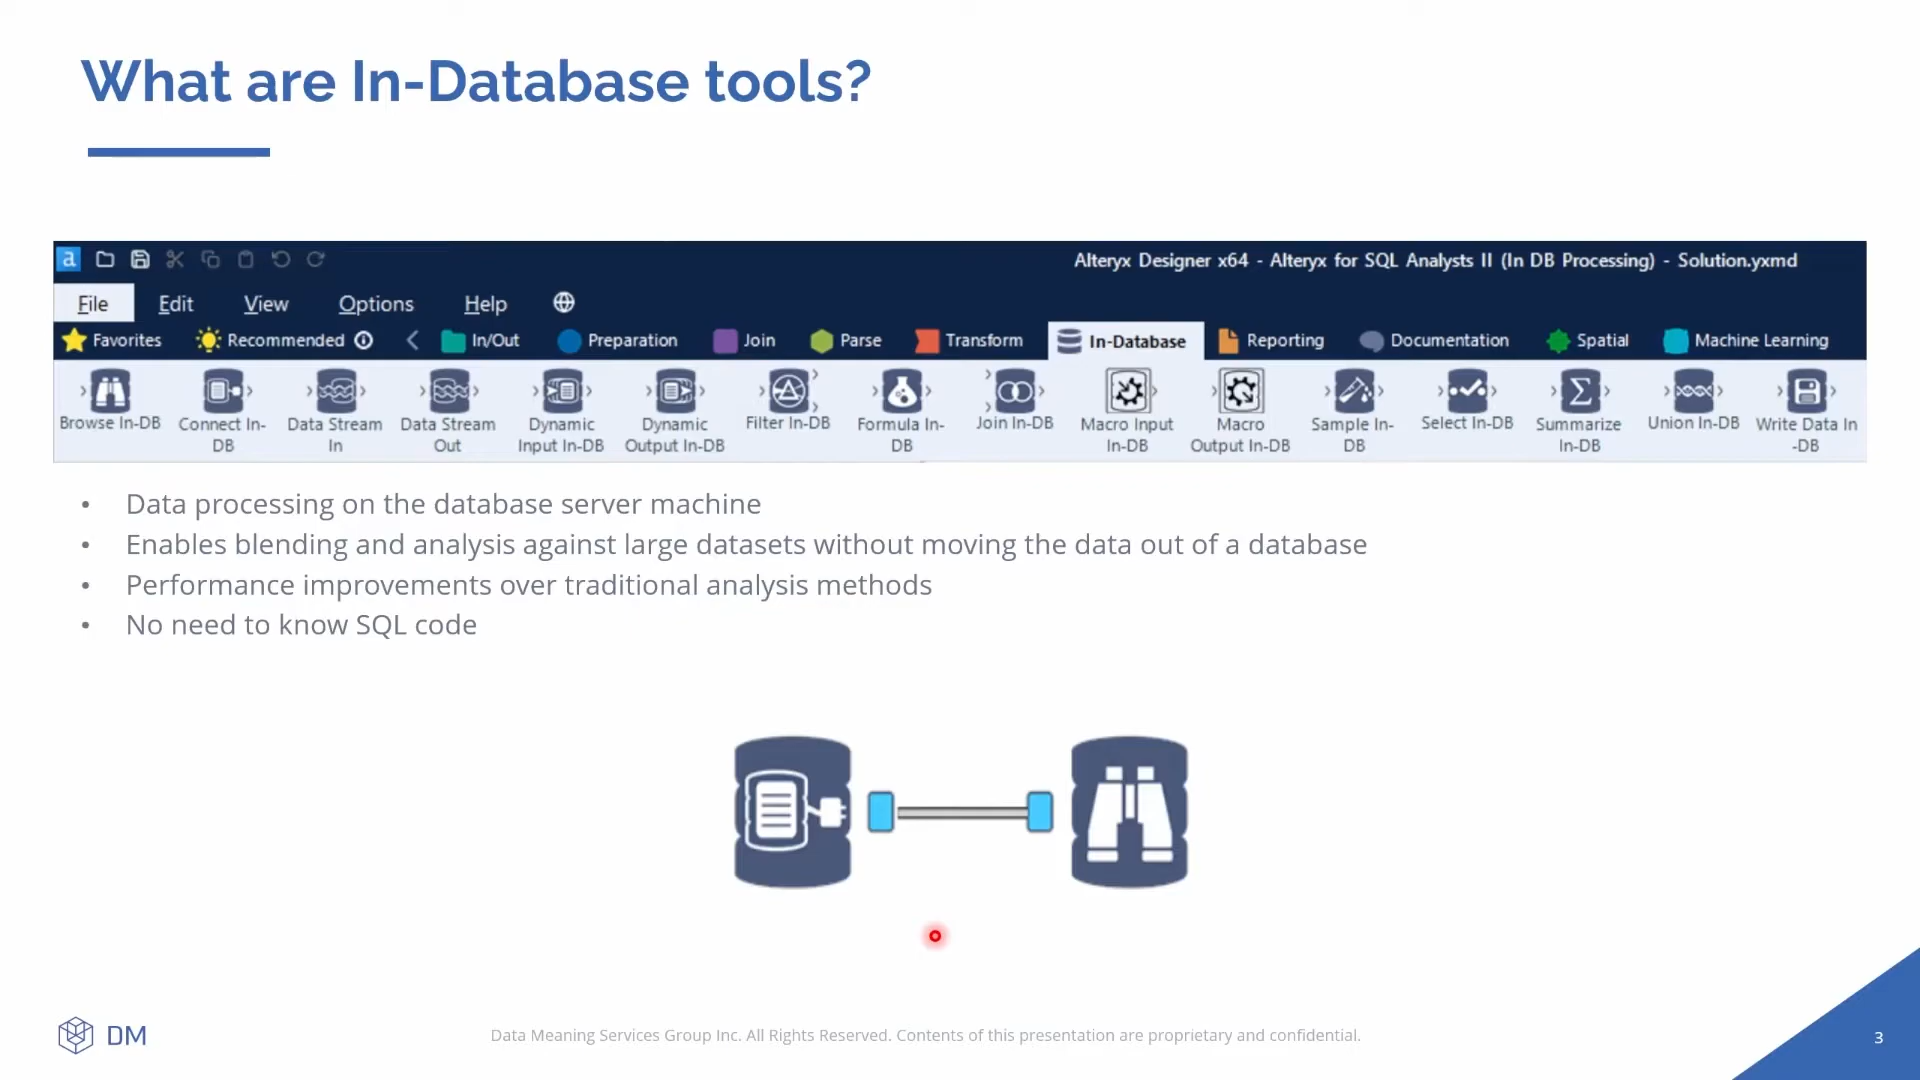 What are In-Database tools?
a
Alteryx Designer x64 - Alteryx for SQL Analysts II (In DB Processing) - Solution.yxmd
File Edit View Options Help
Favorites Recommended In/Out Preparation Join Parse Transform In-Database Reporting Documentation Spatial Machine Learning
Browse In-DB Connect In- Data Stream Data Stream Dynamic Dynamic Filter In-DB Formula In- Join In-DB Macro Input Macro Sample In- Select In-DB Summarize Union In-DB Write Data In
DB In Out Input In-DB Output In-DB DB In-DB Output In-DB DB In-DB -DB
• Data processing on the database server machine
• Enables blending and analysis against large datasets without moving the data out of a database
• Performance improvements over traditional analysis methods
• No need to know SQL code
DM
Data Meaning Services Group Inc. All Rights Reserved. Contents of this presentation are proprietary and confidential.
3